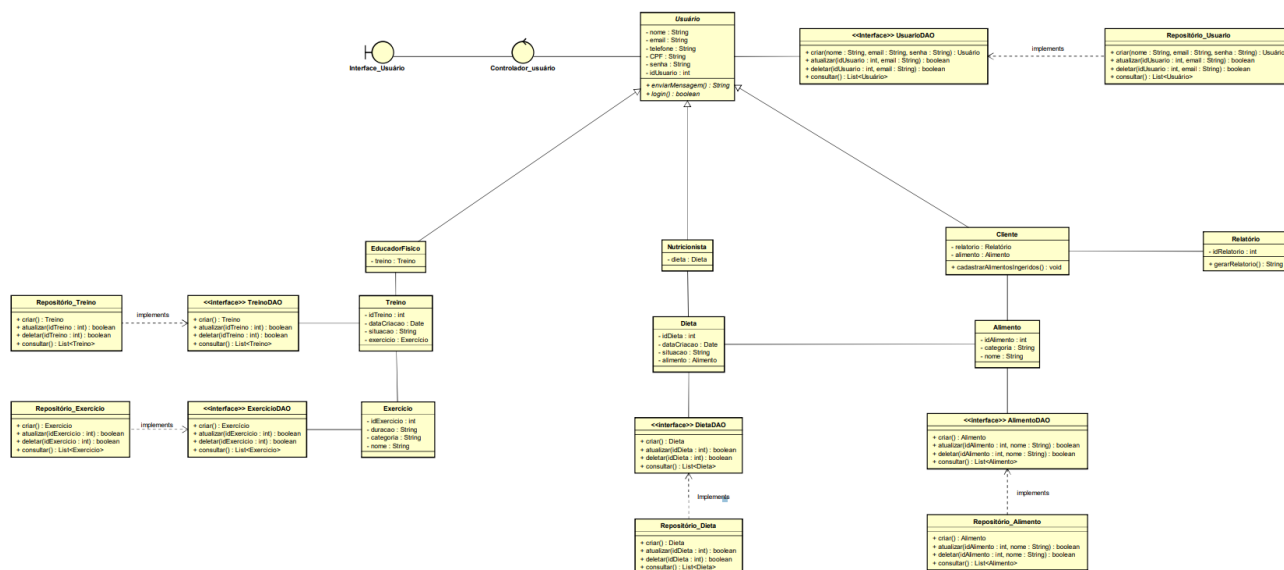 Usuário
- nome : String
- email : String
- telefone : String
- CPF : String
- senha : String
- idUsuario : int
+ enviarMensagem() : String
+ login() : boolean
Interface_Usuário
Controlador_usuário
<<Interface>> UsuarioDAO
+ criar(nome : String, email : String, senha : String) : Usuário
+ atualizar(idUsuario : int, email : String) : boolean
+ deletar(idUsuario : int, email : String) : boolean
+ consultar() : List<Usuário>
implements
Repositório_Usuario
+ criar(nome : String, email : String, senha : String) : Usuário
+ atualizar(idUsuario : int, email : String) : boolean
+ deletar(idUsuario : int, email : String) : boolean
+ consultar() : List<Usuário>
EducadorFísico
- treino : Treino
Nutricionista
- dieta : Dieta
Cliente
- relatorio : Relatório
- alimento : Alimento
+ cadastrarAlimentosIngeridos() : void
Relatório
- idRelatorio : int
+ gerarRelatorio() : String
Repositório_Treino
+ criar() : Treino
+ atualizar(idTreino : int) : boolean
+ deletar(idTreino : int) : boolean
+ consultar() : List<Treino>
implements
<<interface>> TreinoDAO
+ criar() : Treino
+ atualizar(idTreino : int) : boolean
+ deletar(idTreino : int) : boolean
+ consultar() : List<Treino>
Treino
- idTreino : int
- dataCriacao : Date
- situacao : String
- exercicio : Exercício
Dieta
- idDieta : int
- dataCriacao : Date
- situacao : String
- alimento : Alimento
Alimento
- idAlimento : int
- categoria : String
- nome : String
Repositório_Exercício
+ criar() : Exercício
+ atualizar(idExercicio : int) : boolean
+ deletar(idExercicio : int) : boolean
+ consultar() : List<Exercício>
implements
<<interface>> ExercícioDAO
+ criar() : Exercício
+ atualizar(idExercicio : int) : boolean
+ deletar(idExercicio : int) : boolean
+ consultar() : List<Exercício>
Exercício
- idExercicio : int
- duracao : String
- categoria : String
- nome : String
<<interface>> DietaDAO
+ criar() : Dieta
+ atualizar(idDieta : int) : boolean
+ deletar(idDieta : int) : boolean
+ consultar() : List<Dieta>
<<interface>> AlimentoDAO
+ criar() : Alimento
+ atualizar(idAlimento : int, nome : String) : boolean
+ deletar(idAlimento : int, nome : String) : boolean
+ consultar() : List<Alimento>
Implements
implements
Repositório_Dieta
+ criar() : Dieta
+ atualizar(idDieta : int) : boolean
+ deletar(idDieta : int) : boolean
+ consultar() : List<Dieta>
Repositório_Alimento
+ criar() : Alimento
+ atualizar(idAlimento : int, nome : String) : boolean
+ deletar(idAlimento : int, nome : String) : boolean
+ consultar() : List<Alimento>